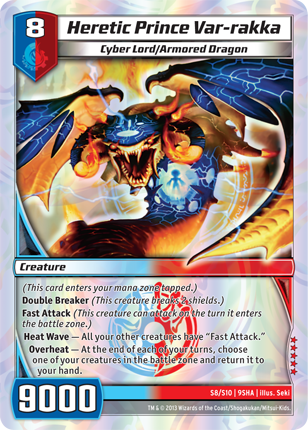 8
Heretic Prince Var-rakka
Cyber Lord/Armored Dragon
Creature
(This card enters your mana zone tapped.)
Double Breaker (This creature breaks 2 shields.)
Fast Attack (This creature can attack on the turn it enters
the battle zone.)
Heat Wave — All your other creatures have "Fast Attack."
Overheat — At the end of each of your turns, choose
one of your creatures in the battle zone and return it to
your hand.
9000
S8/S10 | 9SHA | illus. Seki
TM & © 2013 Wizards of the Coast/Shogakukan/Mitsui-Kids.